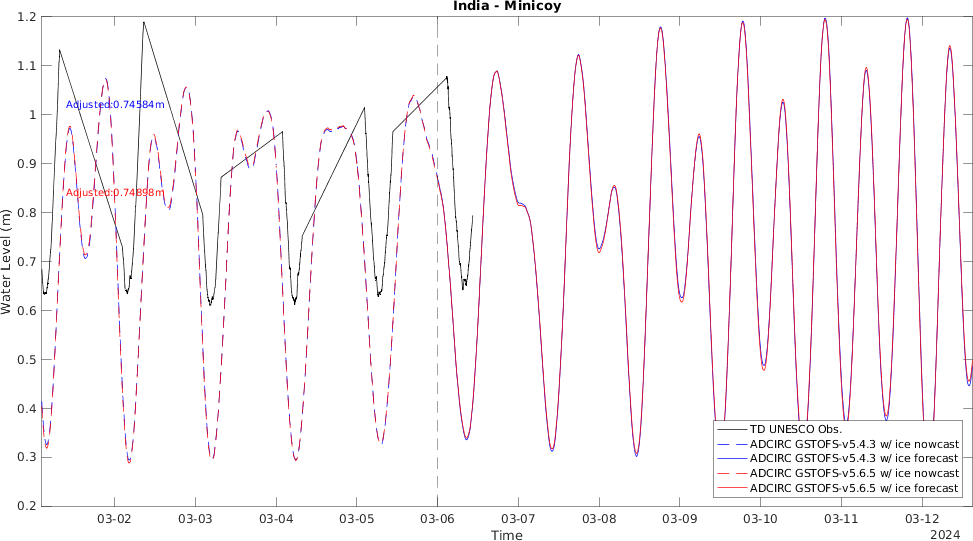 India - Minicoy
1.2
1.1
1
0.9
0.8
0.7
0.6
0.5
0.4
0.3
0.2
Water Level (m)
Adjusted:0.74584m
Adjusted:0.74898m
TD UNESCO Obs.
ADCIRC GSTOFS-v5.4.3 w/ ice nowcast
ADCIRC GSTOFS-v5.4.3 w/ ice forecast
ADCIRC GSTOFS-v5.6.5 w/ ice nowcast
ADCIRC GSTOFS-v5.6.5 w/ ice forecast
03-02 03-03 03-04 03-05 03-06 03-07 03-08 03-09 03-10 03-11 03-12
Time
2024